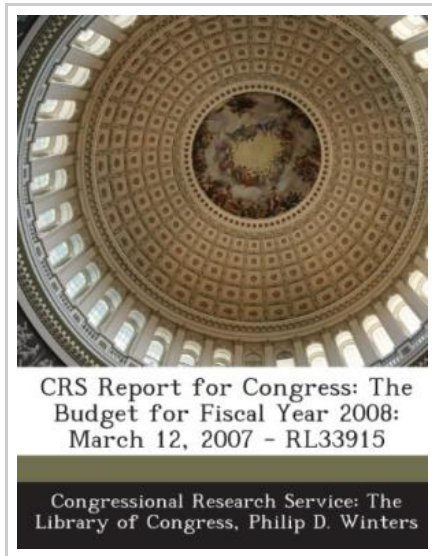 CRS Report for Congress: The
Budget for Fiscal Year 2008:
March 12, 2007 - RL33915
Congressional Research Service: The
Library of Congress, Philip D. Winters